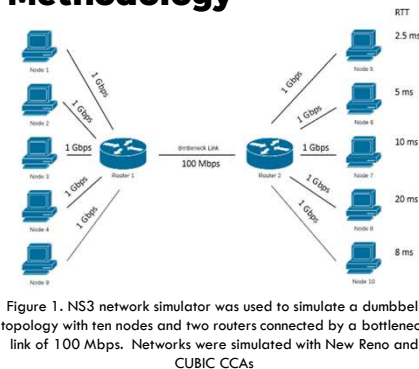 Methodology
RTT
2.5 ms
Node 1
1 Gbps
1 Gbps
Node 5
5 ms
Node 2
1 Gbps
1 Gbps
Node 6
10 ms
1 Gbps
Bottleneck Link
1 Gbps
100 Mbps
Node 3
Router 1
Router 2
Node 7
1 Gbps
1 Gbps
20 ms
Node 4
1 Gbps
1 Gbps
Node 8
8 ms
Node 9
Node 10
Figure 1. NS3 network simulator was used to simulate a dumbbell
topology with ten nodes and two routers connected by a bottlenec
link of 100 Mbps. Networks were simulated with New Reno and
CUBIC CCAs